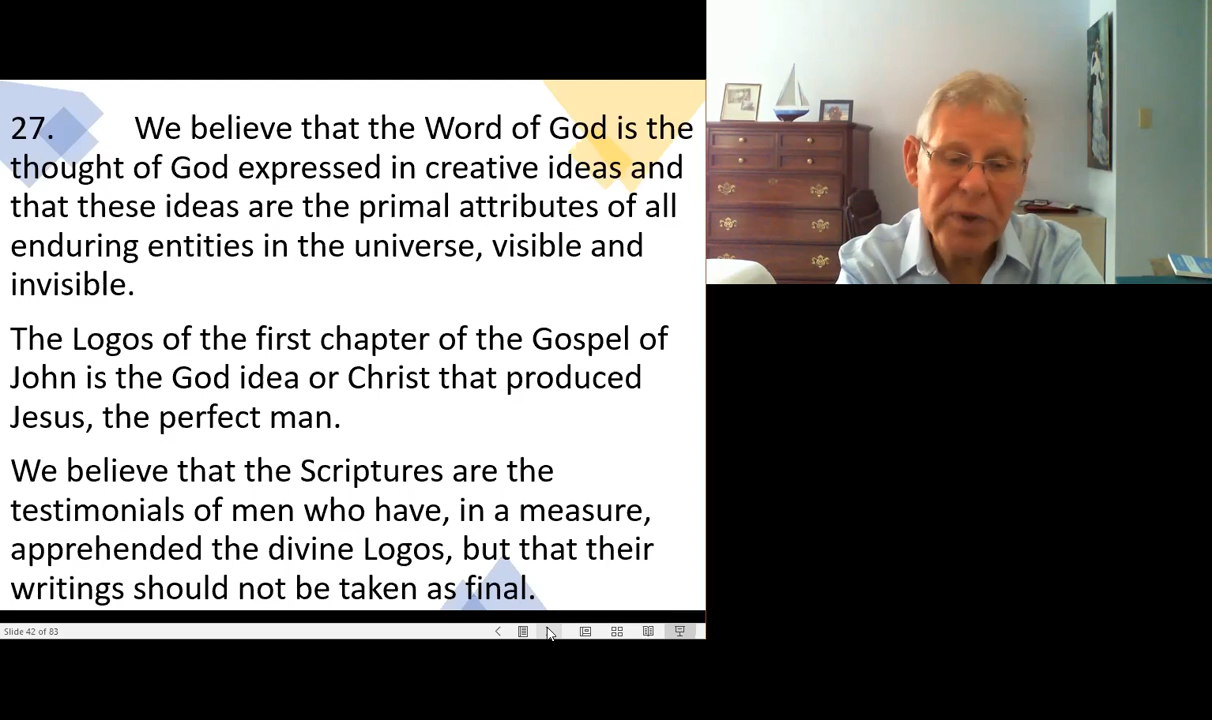 27. We believe that the Word of God is the
thought of God expressed in creative ideas and
that these ideas are the primal attributes of all
enduring entities in the universe, visible and
invisible.
The Logos of the first chapter of the Gospel of
John is the God idea or Christ that produced
Jesus, the perfect man.
We believe that the Scriptures are the
testimonials of men who have, in a measure,
apprehended the divine Logos, but that their
writings should not be taken as final.
Slide 42 of 83